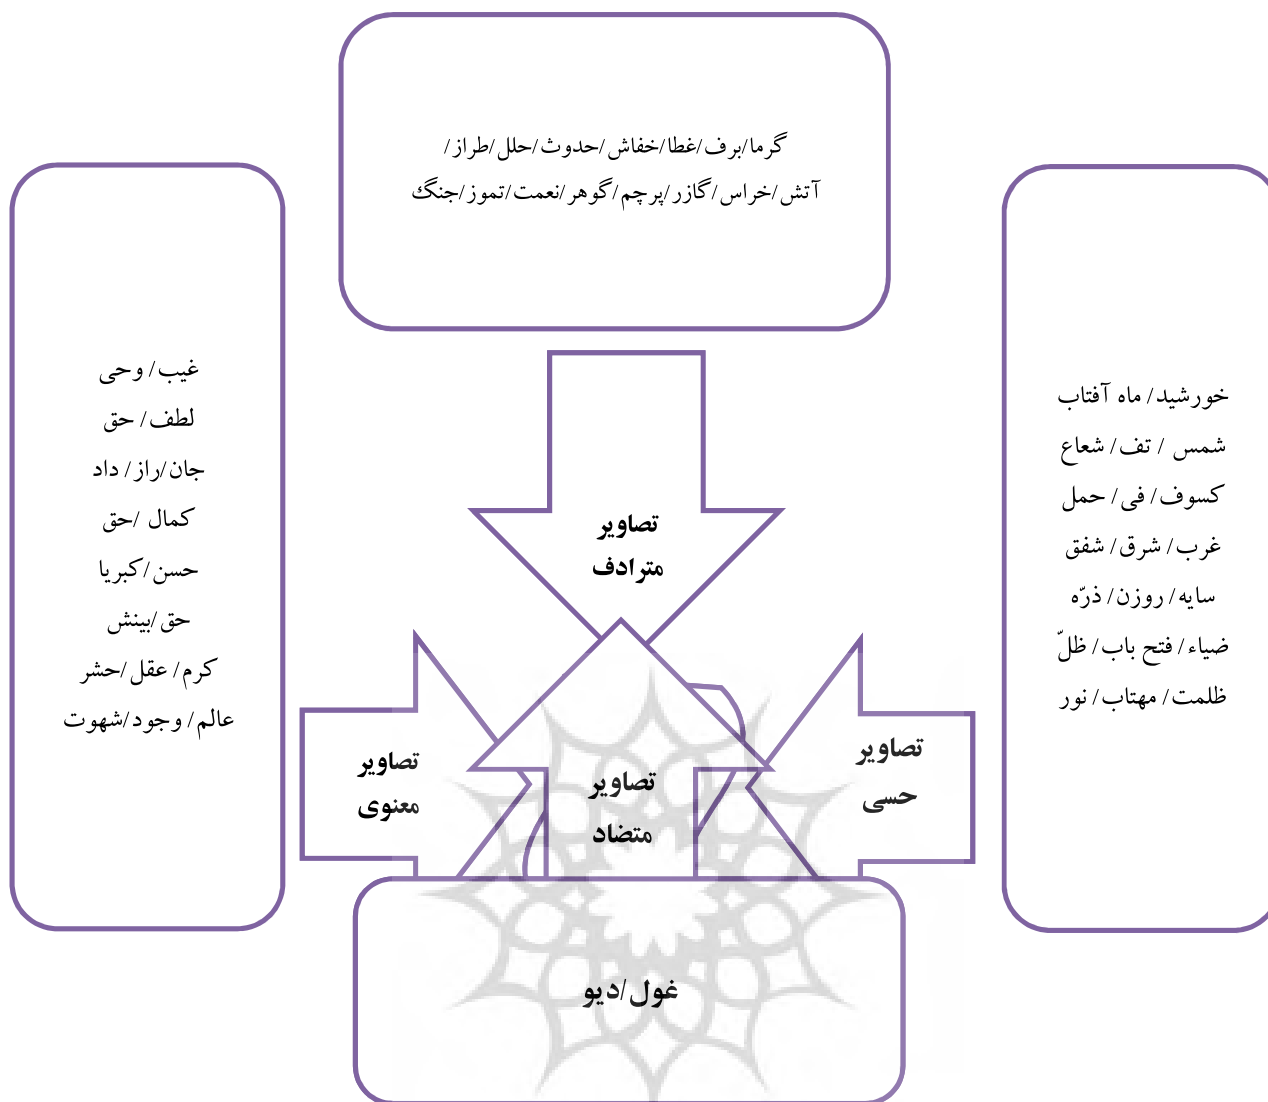 گرما/برف/غطا/خفاش/حدوث/حلل/طراز/
آتش/خراس/گازر/پرچم/گوهر/نعمت/تموز/جنگ
خورشید/ ماه آفتاب
شمس / تف/ شعاع
کسوف/ فی/ حمل
غرب/ شرق/ شفق
سایه/ روزن/ ذرّه
ضیاء/ فتح باب/ ظلّ
ظلمت/ مهتاب/ نور
غیب/ وحی
لطف/ حق
جان/راز/ داد
کمال /حق
حسن/کبریا
حق/بینش
کرم/ عقل/حشر
عالم/ وجود/شهوت
تصاویر
مترادف
تصاویر
حسی
تصاویر
متضاد
تصاویر
معنوی
غول/دیو